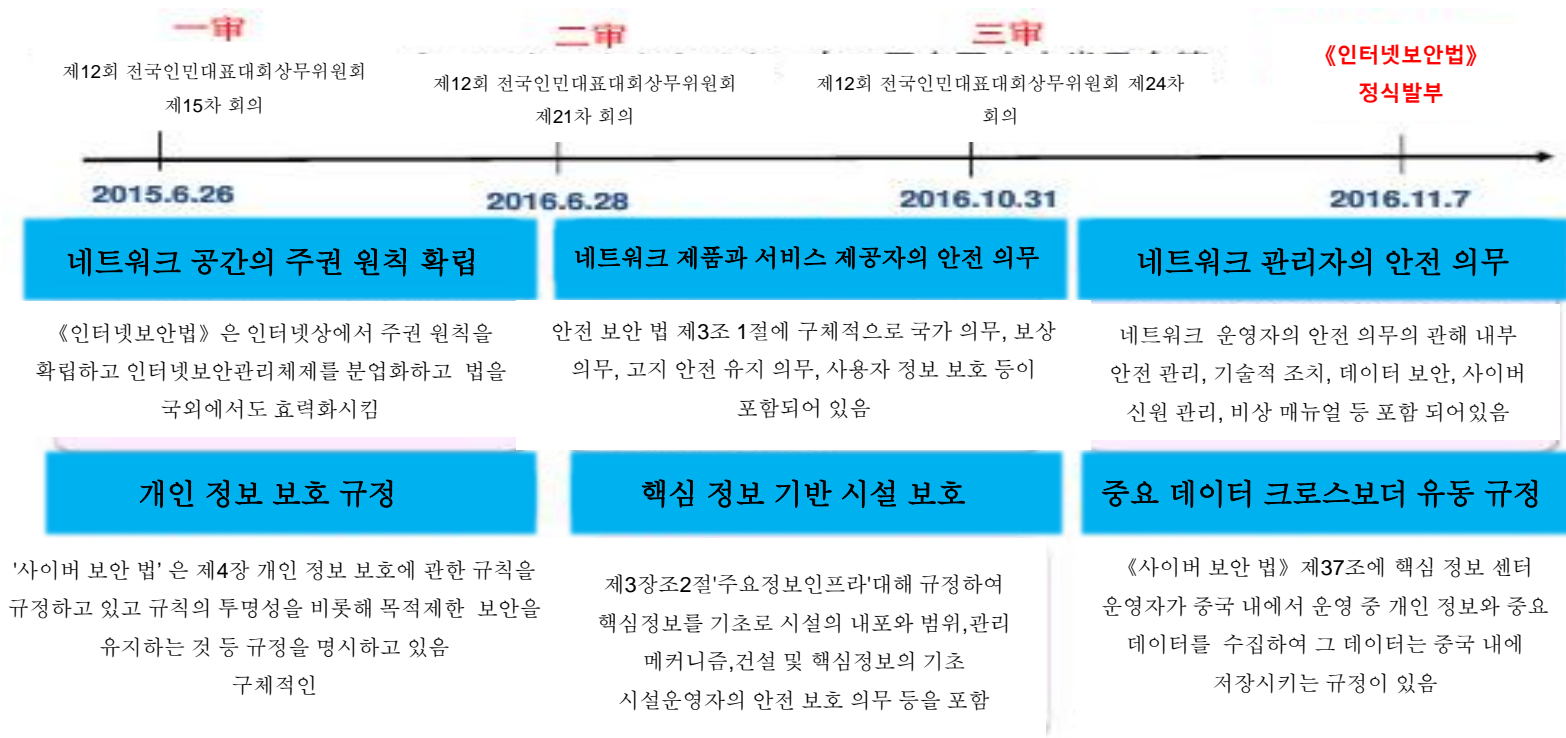 一审
제12회 전국인민대표대회상무위원회
제15차 회의
二审
제12회 전국인민대표대회상무위원회
제21차 회의
三审
제12회 전국인민대표대회상무위원회 제24차
회의
《인터넷보안법》
정식발부
2015.6.26
2016.6.28
2016.10.31
2016.11.7
네트워크 공간의 주권 원칙 확립
《인터넷보안법》은 인터넷상에서 주권 원칙을
확립하고 인터넷보안관리체제를 분업화하고 법을
국외에서도 효력화시킴
네트워크 제품과 서비스 제공자의 안전 의무
안전 보안 법 제3조 1절에 구체적으로 국가 의무, 보상
의무, 고지 안전 유지 의무, 사용자 정보 보호 등이
포함되어 있음
네트워크 관리자의 안전 의무
네트워크 운영자의 안전 의무의 관해 내부
안전 관리, 기술적 조치, 데이터 보안, 사이버
신원 관리, 비상 매뉴얼 등 포함 되어있음
개인 정보 보호 규정
'사이버 보안 법' 은 제4장 개인 정보 보호에 관한 규칙을
규정하고 있고 규칙의 투명성을 비롯해 목적제한 보안을
유지하는 것 등 규정을 명시하고 있음
구체적인
핵심 정보 기반 시설 보호
제3장조2절'주요정보인프라'대해 규정하여
핵심정보를 기초로 시설의 내포와 범위,관리
메커니즘,건설 및 핵심정보의 기초
시설운영자의 안전 보호 의무 등을 포함
중요 데이터 크로스보더 유동 규정
《사이버 보안 법》제37조에 핵심 정보 센터
운영자가 중국 내에서 운영 중 개인 정보와 중요
데이터를 수집하여 그 데이터는 중국 내에
저장시키는 규정이 있음